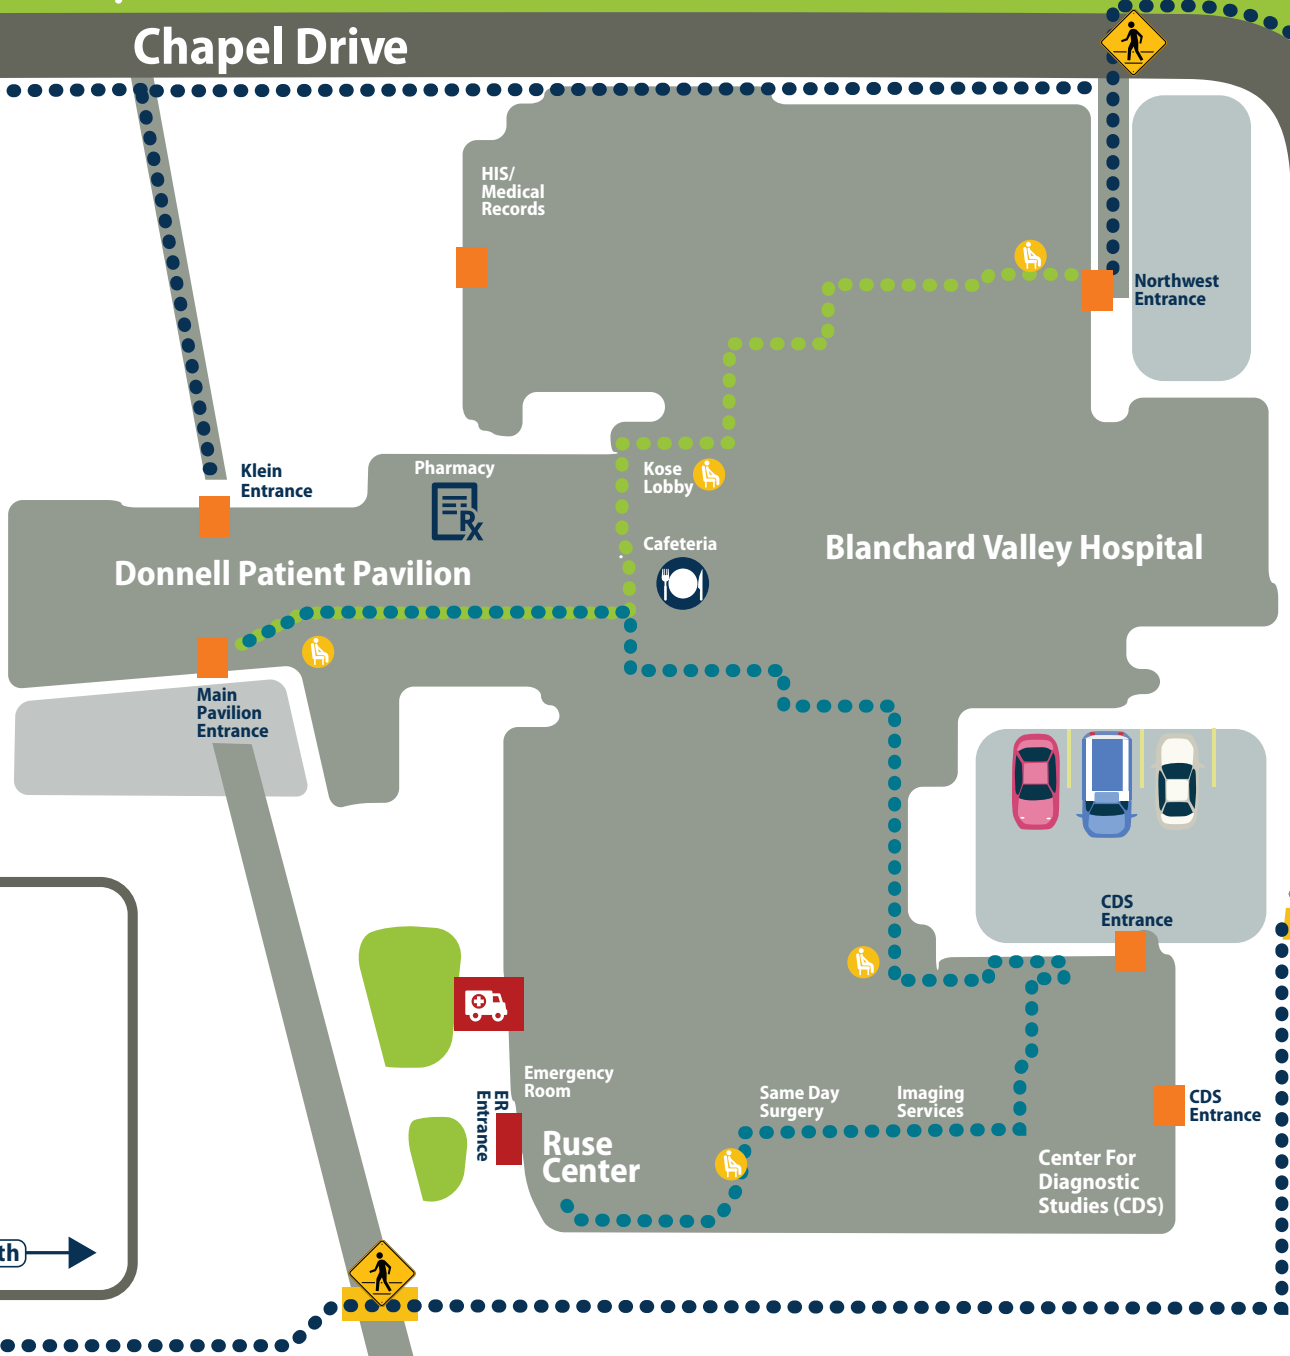 Chapel Drive
HIS/
Medical
Records
Northwest
Entrance
Klein
Entrance
Pharmacy
Rx
Kose
Lobby
Cafeteria
Donnell Patient Pavilion
Blanchard Valley Hospital
Main
Pavilion
Entrance
CDS
Entrance
Emergency
Room
ER
Entrance
Same Day
Surgery
Imaging
Services
CDS
Entrance
Ruse
Center
Center For
Diagnostic
Studies (CDS)
th